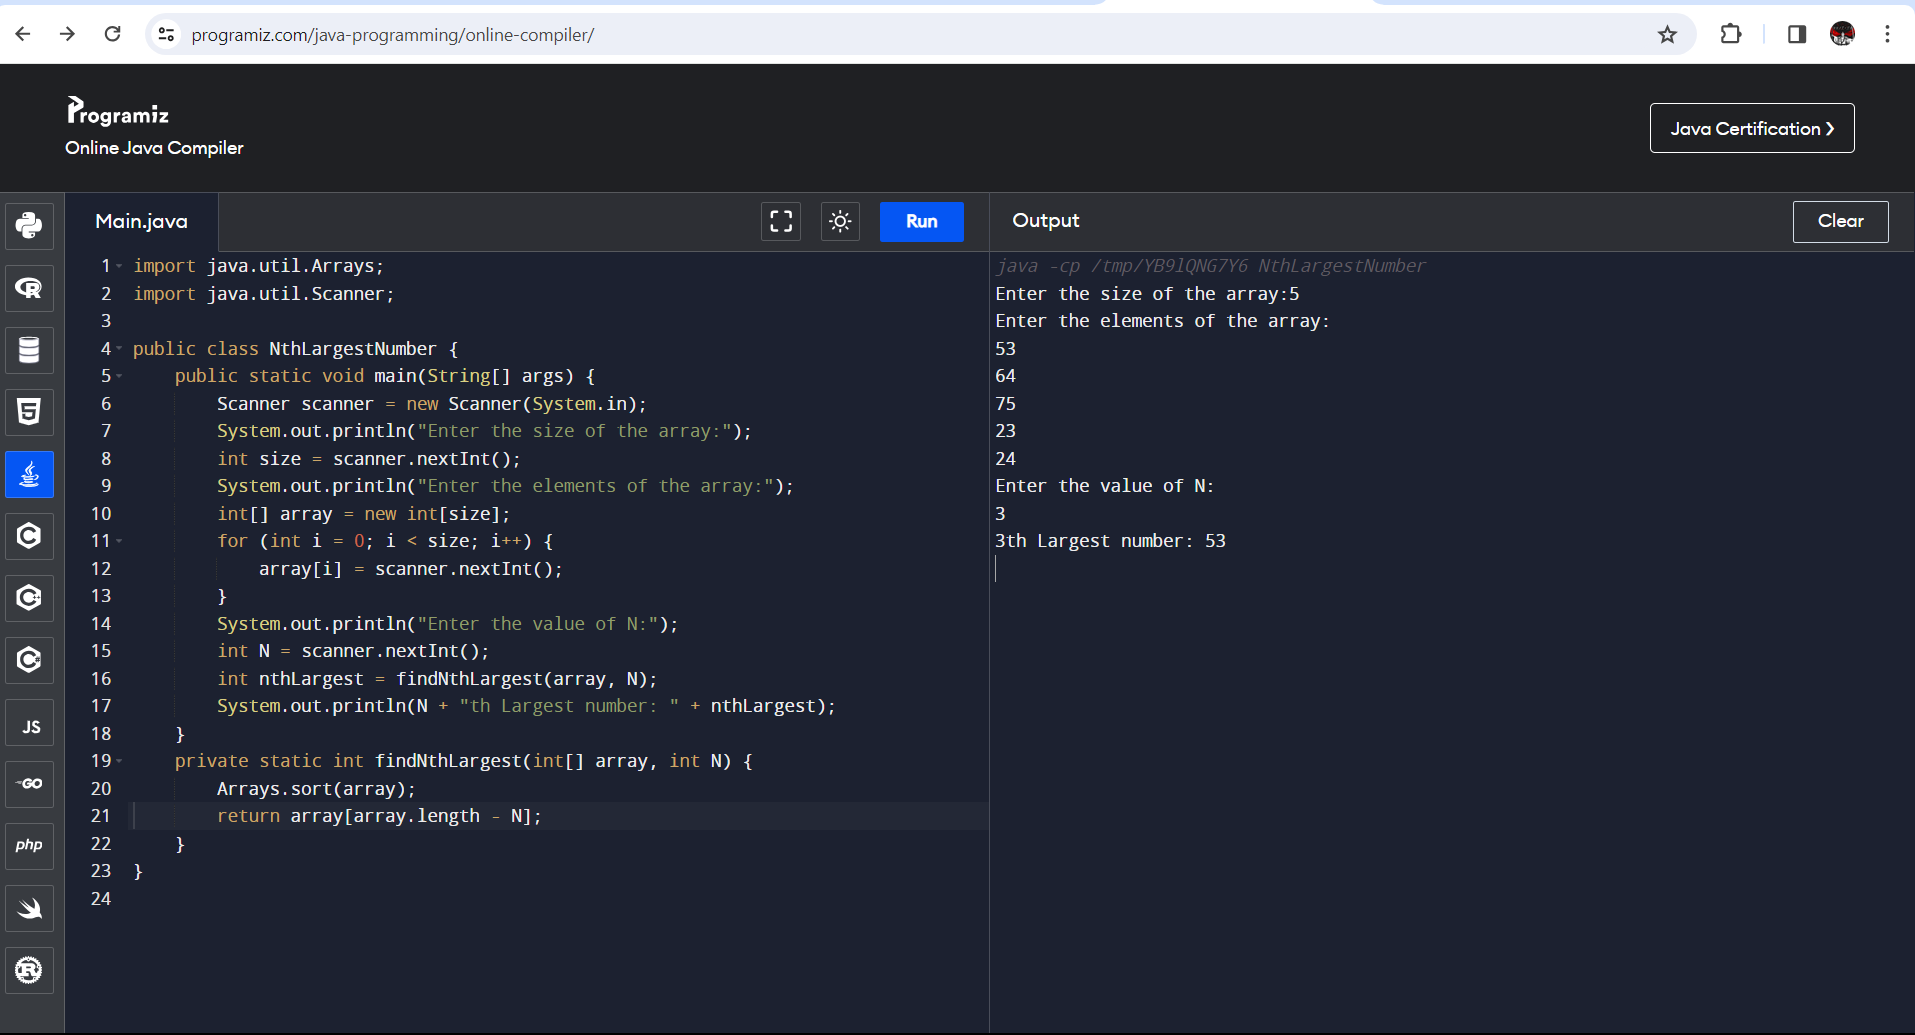 programiz.com/java-programming/online-compiler/
Programiz
Online Java Compiler
Java Certification ❯
Main.java
Run
Output
Clear
1 import java.util.Arrays;
2 import java.util.Scanner;
3
4 public class NthLargestNumber {
5     public static void main(String[] args) {
6         Scanner scanner = new Scanner(System.in);
7         System.out.println("Enter the size of the array:");
8         int size = scanner.nextInt();
9         System.out.println("Enter the elements of the array:");
10         int[] array = new int[size];
11         for (int i = 0; i < size; i++) {
12             array[i] = scanner.nextInt();
13         }
14         System.out.println("Enter the value of N:");
15         int N = scanner.nextInt();
16         int nthLargest = findNthLargest(array, N);
17         System.out.println(N + "th Largest number: " + nthLargest);
18     }
19     private static int findNthLargest(int[] array, int N) {
20         Arrays.sort(array);
21         return array[array.length - N];
22     }
23 }
24
java -cp /tmp/YB9lQNG7Y6 NthLargestNumber
Enter the size of the array:5
Enter the elements of the array:
53
64
75
23
24
Enter the value of N:
3
3th Largest number: 53
R
5
C
C
C
JS
GO
php
R